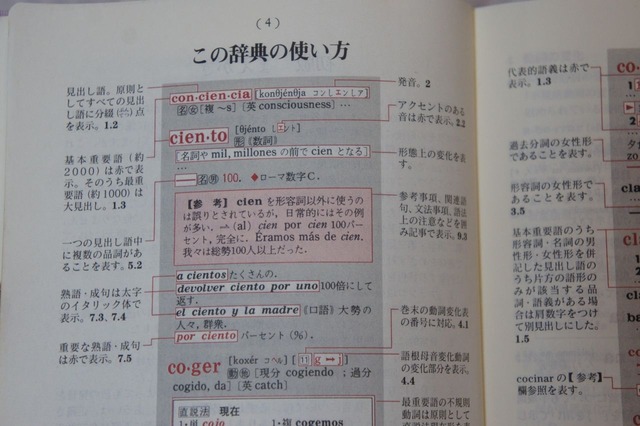 (4)
この辞典の使い方
見出し語。原則と
してすべての見出
し語に分綴点
を表示。1.2
基本重要語(約
2000)は赤で表
示。そのうち最重
要語(約1000)は
大見出し。1.3
一つの見出し語中
に複数の品詞があ
ることを表す。
5.2
熟語・成句は太字
のイタリック体で
表示。7.3, 7.4
重要な熟語・成句
は赤で表示。7.5
con·cien·cia [konθjénθja コンしエンしア]
名女 [複 ~s] [英 consciousness] …
cien·to [θjénto しエント]
形 《数詞》
[名詞や mil, millones の前で cien となる]
…
━━ 名男 100. ◆ローマ数字C.
【参考】 cien を形容詞以外に使うの
は誤りとされているが, 日常的にはその例
が多い. ―(al) cien por cien 100パー
セント, 完全に. Éramos más de cien.
我々は総勢100人以上だった.
a cientos たくさんの.
devolver ciento por uno 100倍にして
返す.
el ciento y la madre 《口語》大勢の
人々, 群衆.
por ciento パーセント(%).
co·ger [koxér コヘル] [11 g → j]
動他 [現分 cogiendo ; 過分
cogido, da] [英 catch]
直説法 現在
1·単 cojo 1·複 cogemos
発音。2
アクセントのある
音は赤で表示。2.2
形態上の変化を表
す。
参考事項、関連語
句、文法事項、語法
上の注意などを囲
み記事で表示。9.3
巻末の動詞変化表
の番号に対応。4.1
語根母音変化動詞
の変化部分を表示。
4.4
最重要語の不規則
動詞は原則として
代表的語義は赤で
表示。1.3
過去分詞の女性形
であることを表す。
形容詞の女性形で
あることを表す。
3.5
基本重要語のうち
形容詞・名詞の男
性形・女性形を併
記した見出し語の
うち片方の語形の
みが該当する品
詞・語義がある場
合は肩数字をつけ
て別見出しにした。
1.5
cocinar の【参考】
欄参照を表す。